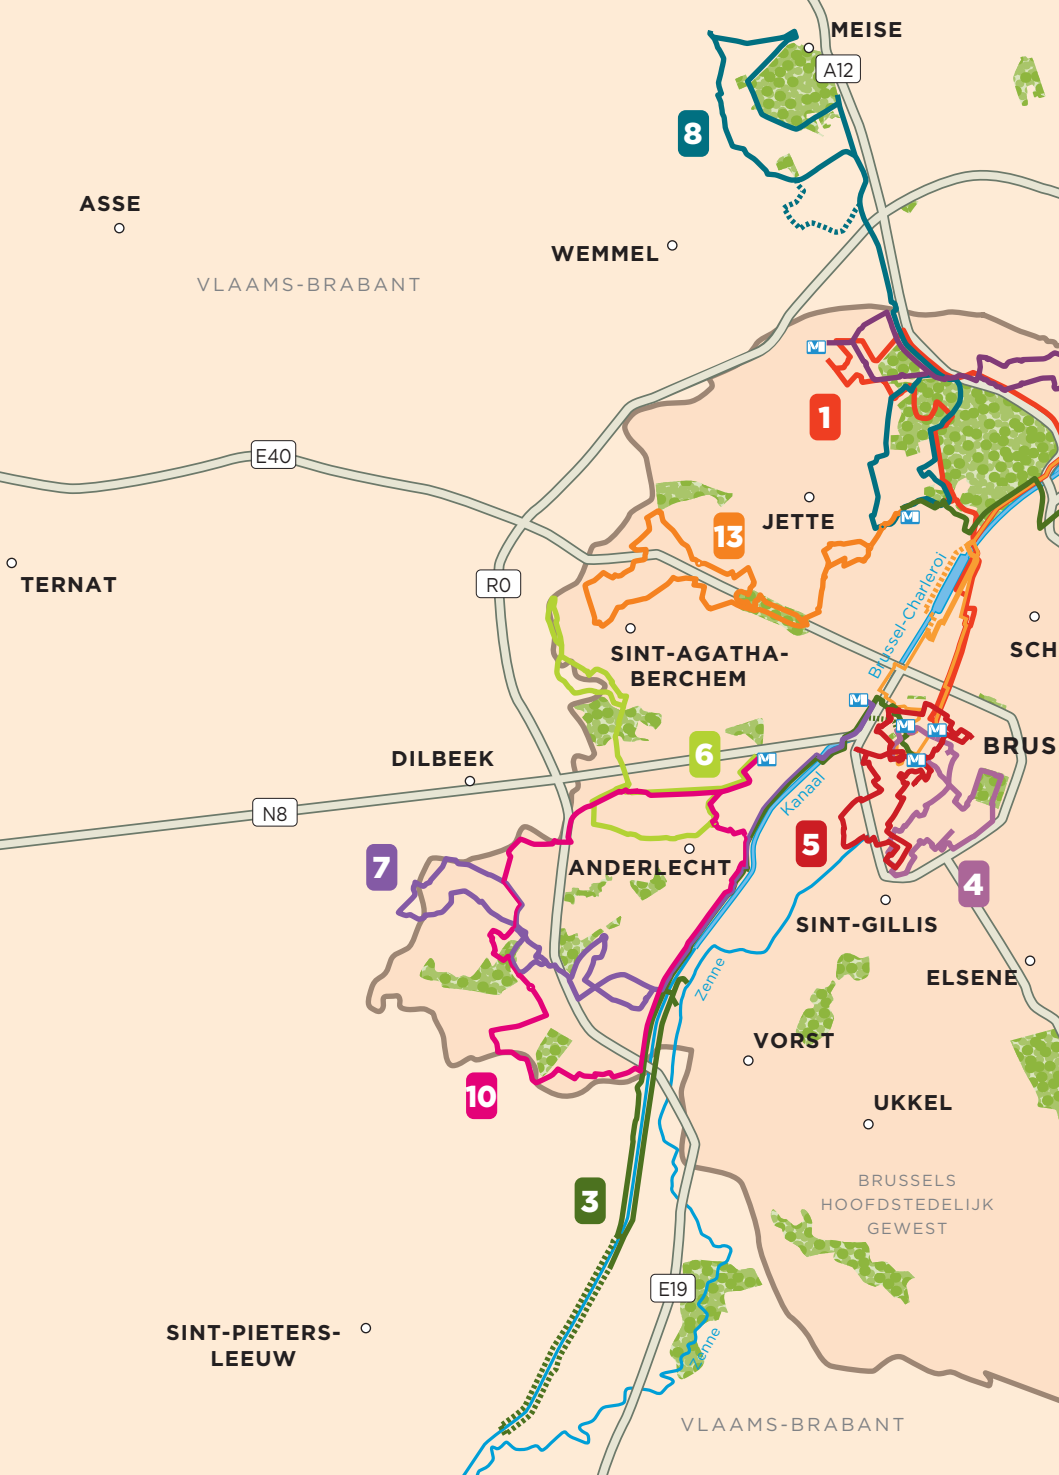 MEISE
A12
8
ASSE
WEMMEL
VLAAMS-BRABANT
M
1
E40
JETTE
M
13
TERNAT
R0
Brussel-Charleroi
SINT-AGATHA-
BERCHEM
SCH
M
M
M
BRUS
6
M
M
DILBEEK
Kanaal
N8
5
7
ANDERLECHT
4
SINT-GILLIS
ELSENE
Zenne
VORST
10
UKKEL
BRUSSELS
HOOFDSTEDELIJK
GEWEST
3
E19
SINT-PIETERS-
LEEUW
Zenne
VLAAMS-BRABANT